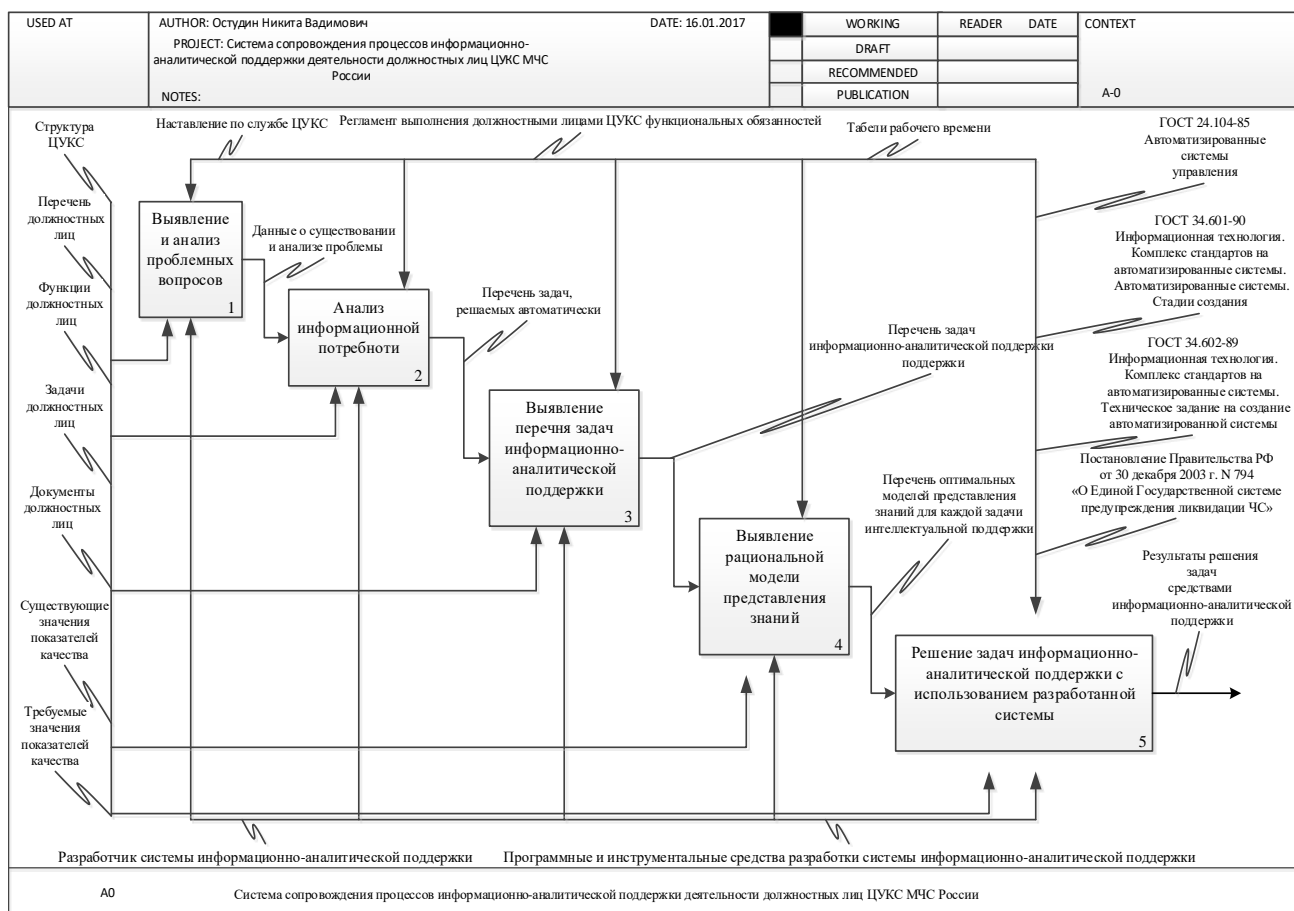 USED AT
AUTHOR: Остудин Никита Вадимович
DATE: 16.01.2017
PROJECT: Система сопровождения процессов информационно-
аналитической поддержки деятельности должностных лиц ЦУКС МЧС
России
NOTES:
WORKING
DRAFT
RECOMMENDED
PUBLICATION
READER
DATE
CONTEXT
A-0
Структура
ЦУКС
Наставление по службе ЦУКС
Регламент выполнения должностными лицами ЦУКС функциональных обязанностей
Табели рабочего времени
ГОСТ 24.104-85
Автоматизированные
системы
управления
Перечень
должностных
лиц
Выявление
и анализ
проблемных
вопросов
1
Данные о существовании
и анализе проблемы
ГОСТ 34.601-90
Информационная технология.
Комплекс стандартов на
автоматизированные системы.
Автоматизированные системы.
Стадии создания
Функции
должностных
лиц
Анализ
информационной
потребноти
2
Перечень задач,
решаемых автоматически
Перечень задач
информационно-аналитической поддержки
поддержки
ГОСТ 34.602-89
Информационная технология.
Комплекс стандартов на
автоматизированные системы.
Техническое задание на создание
автоматизированной системы
Задачи
должностных
лиц
Выявление
перечня задач
информационно-
аналитической
поддержки
3
Постановление Правительства РФ
от 30 декабря 2003 г. N 794
«О Единой Государственной системе
предупреждения ликвидации ЧС»
Документы
должностных
лиц
Перечень оптимальных
моделей представления
знаний для каждой задачи
интеллектуальной поддержки
Выявление
рациональной
модели
представления
знаний
4
Результаты решения
задач
средствами
информационно-аналитической
поддержки
Существующие
значения
показателей
качества
Решение задач информационно-
аналитической поддержки с
использованием разработанной
системы
5
Требуемые
значения
показателей
качества
Разработчик системы информационно-аналитической поддержки
Программные и инструментальные средства разработки системы информационно-аналитической поддержки
A0
Система сопровождения процессов информационно-аналитической поддержки деятельности должностных лиц ЦУКС МЧС России